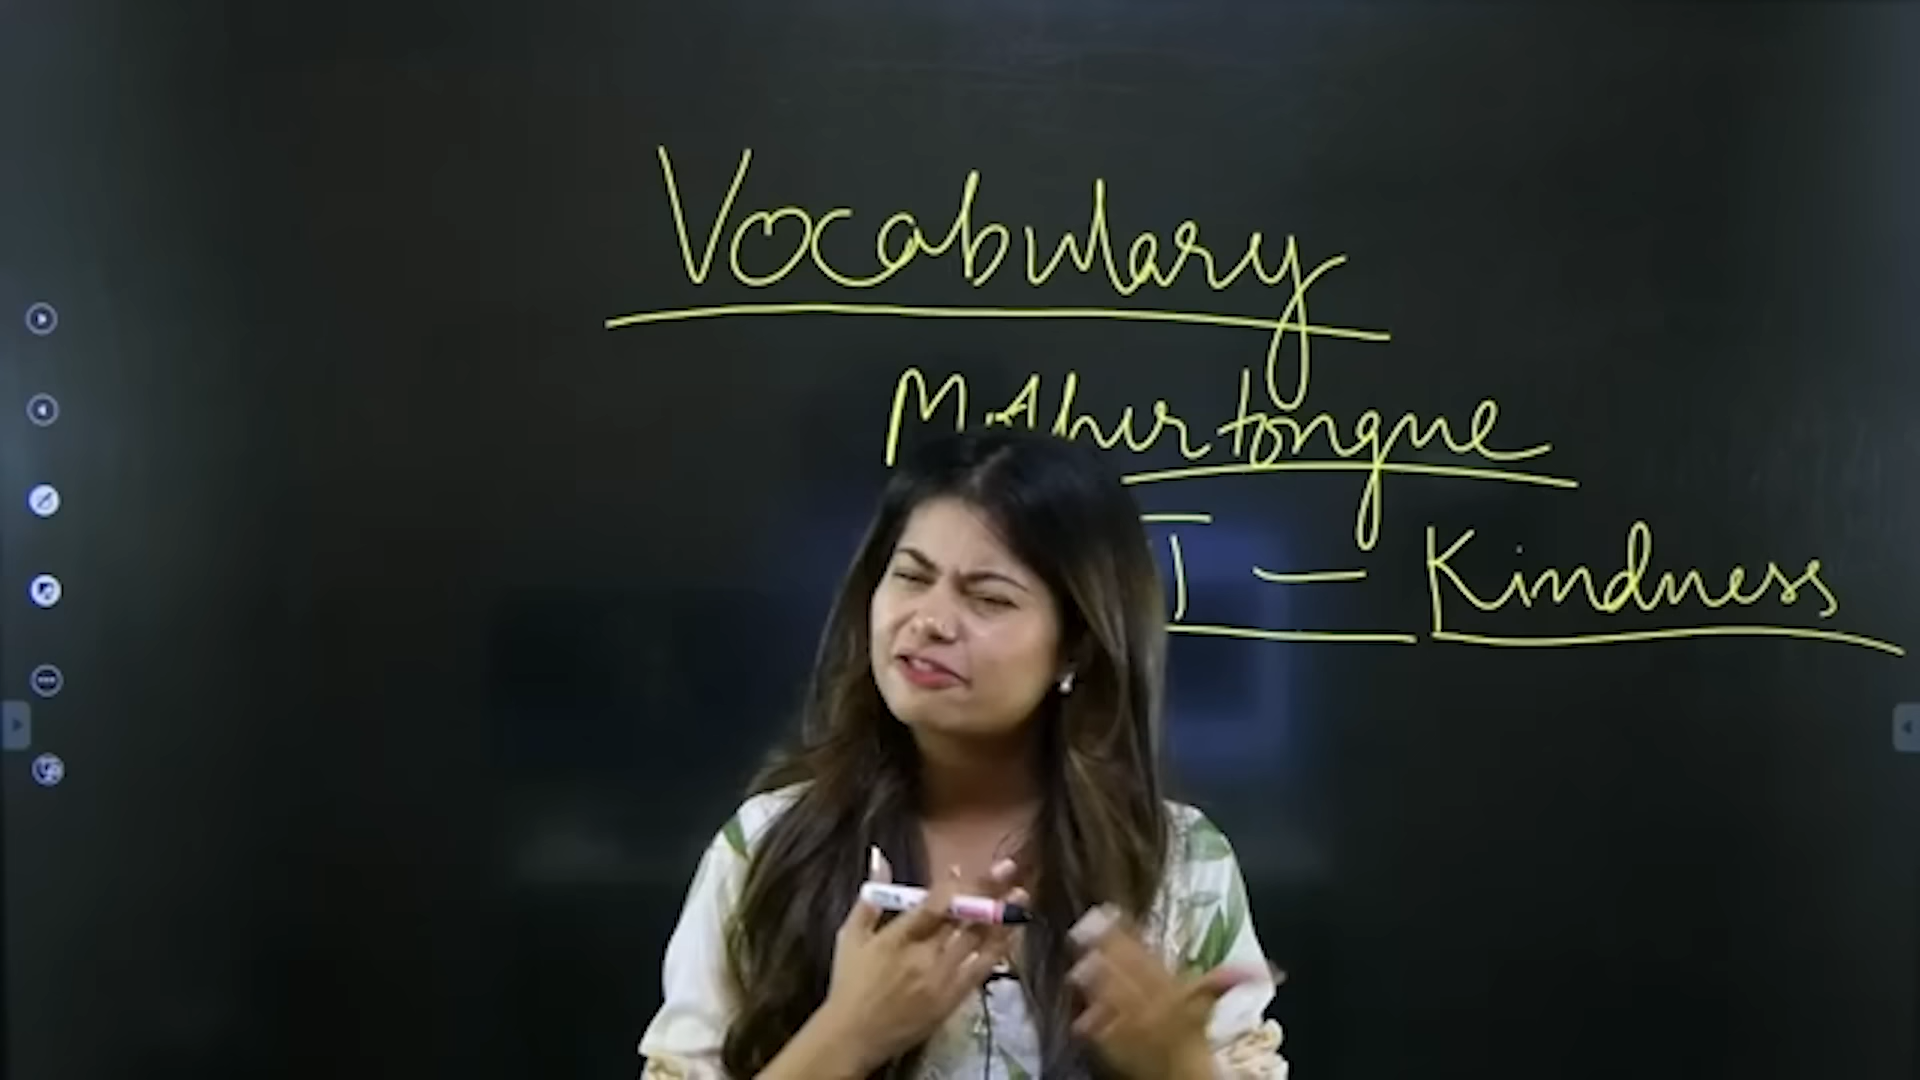 Vocabulary
Mother tongue
I — Kindness